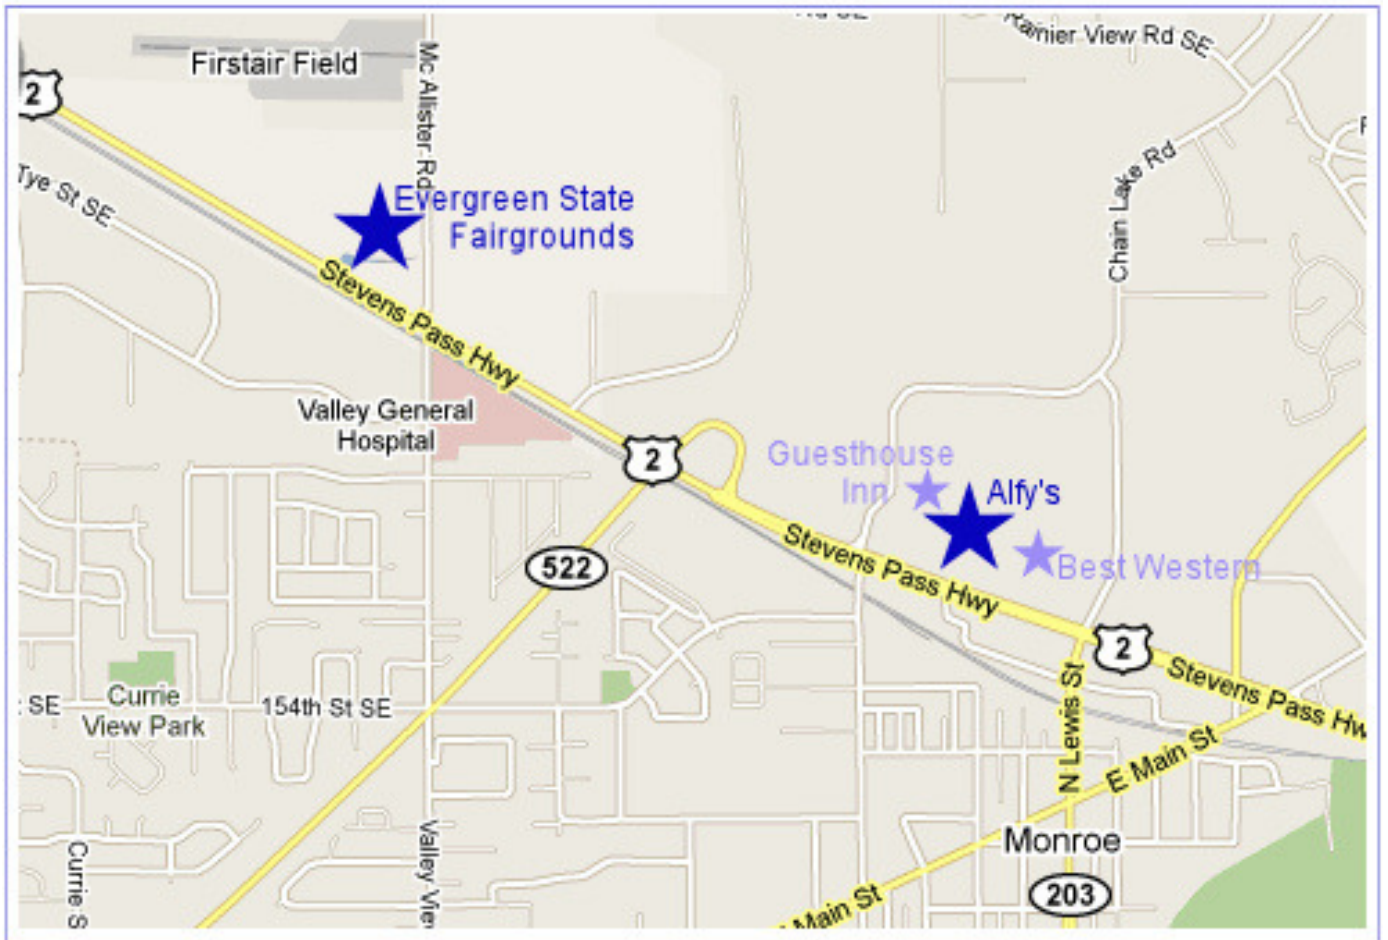 Rainier View Rd SE
Firstair Field
Mc Allister Rd
2
Tye St SE
Chain Lake Rd
Evergreen State
Fairgrounds
Stevens Pass Hwy
Valley General
Hospital
2
Guesthouse
Inn
Alfy's
Stevens Pass Hwy
Best Western
522
2
Stevens Pass Hw
Currie
View Park
SE
154th St SE
N Lewis St
E Main St
Monroe
203
Main St
Valley Vie
Currie S